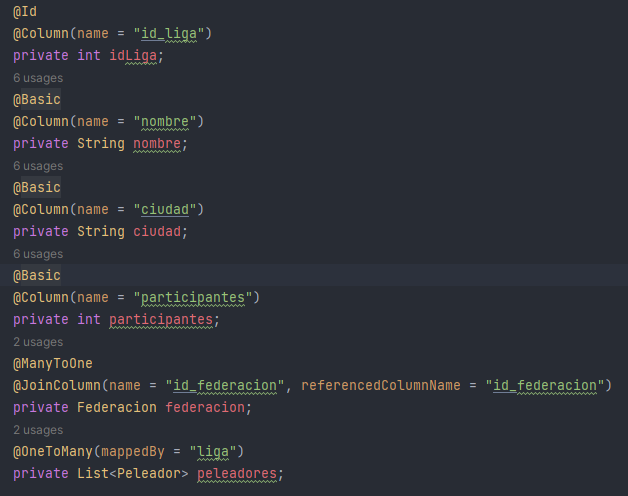 @Id
@Column(name = "id_liga")
private int idLiga;
6 usages
@Basic
@Column(name = "nombre")
private String nombre;
6 usages
@Basic
@Column(name = "ciudad")
private String ciudad;
6 usages
@Basic
@Column(name = "participantes")
private int participantes;
2 usages
@ManyToOne
@JoinColumn(name = "id_federacion", referencedColumnName = "id_federacion")
private Federacion federacion;
2 usages
@OneToMany(mappedBy = "liga")
private List<Peleador> peleadores;